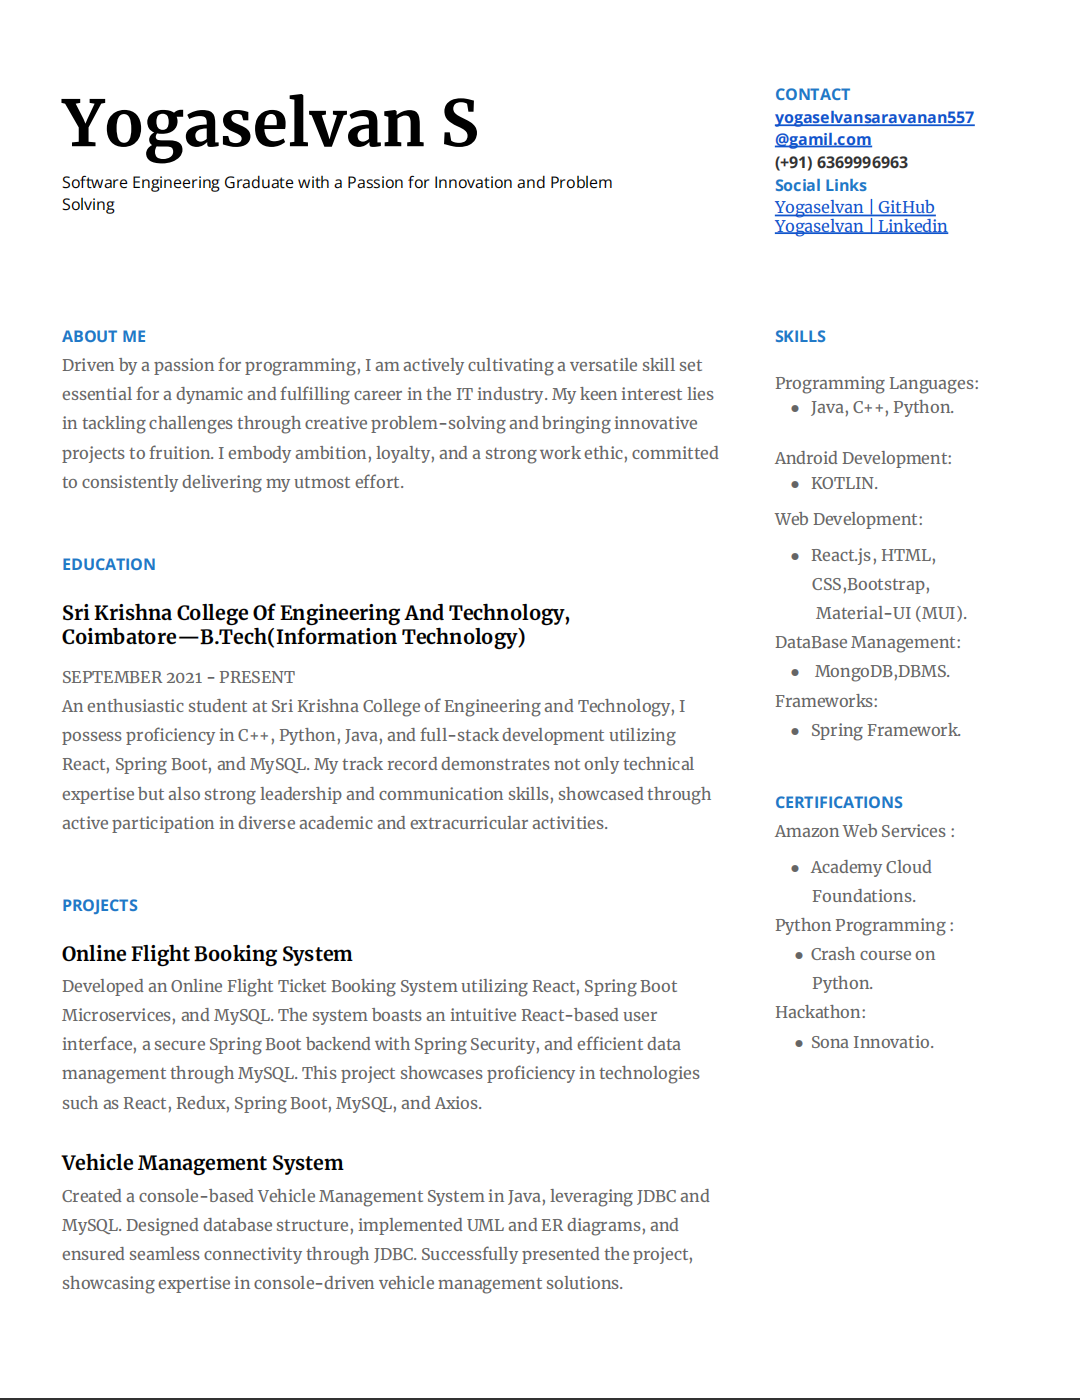 Yogaselvan S
Software Engineering Graduate with a Passion for Innovation and Problem
Solving
CONTACT
yogaselvansaravanan557
@gamil.com
(+91) 6369996963
Social Links
Yogaselvan | GitHub
Yogaselvan | Linkedin
ABOUT ME
Driven by a passion for programming, I am actively cultivating a versatile skill set
essential for a dynamic and fulfilling career in the IT industry. My keen interest lies
in tackling challenges through creative problem-solving and bringing innovative
projects to fruition. I embody ambition, loyalty, and a strong work ethic, committed
to consistently delivering my utmost effort.
EDUCATION
Sri Krishna College Of Engineering And Technology,
Coimbatore—B.Tech(Information Technology)
SEPTEMBER 2021 - PRESENT
An enthusiastic student at Sri Krishna College of Engineering and Technology, I
possess proficiency in C++, Python, Java, and full-stack development utilizing
React, Spring Boot, and MySQL. My track record demonstrates not only technical
expertise but also strong leadership and communication skills, showcased through
active participation in diverse academic and extracurricular activities.
PROJECTS
Online Flight Booking System
Developed an Online Flight Ticket Booking System utilizing React, Spring Boot
Microservices, and MySQL. The system boasts an intuitive React-based user
interface, a secure Spring Boot backend with Spring Security, and efficient data
management through MySQL. This project showcases proficiency in technologies
such as React, Redux, Spring Boot, MySQL, and Axios.
Vehicle Management System
Created a console-based Vehicle Management System in Java, leveraging JDBC and
MySQL. Designed database structure, implemented UML and ER diagrams, and
ensured seamless connectivity through JDBC. Successfully presented the project,
showcasing expertise in console-driven vehicle management solutions.
SKILLS
Programming Languages:
● Java, C++, Python.
Android Development:
● KOTLIN.
Web Development:
● React.js, HTML,
CSS,Bootstrap,
Material-UI (MUI).
DataBase Management:
● MongoDB,DBMS.
Frameworks:
● Spring Framework.
CERTIFICATIONS
Amazon Web Services :
● Academy Cloud
Foundations.
Python Programming :
● Crash course on
Python.
Hackathon:
● Sona Innovatio.